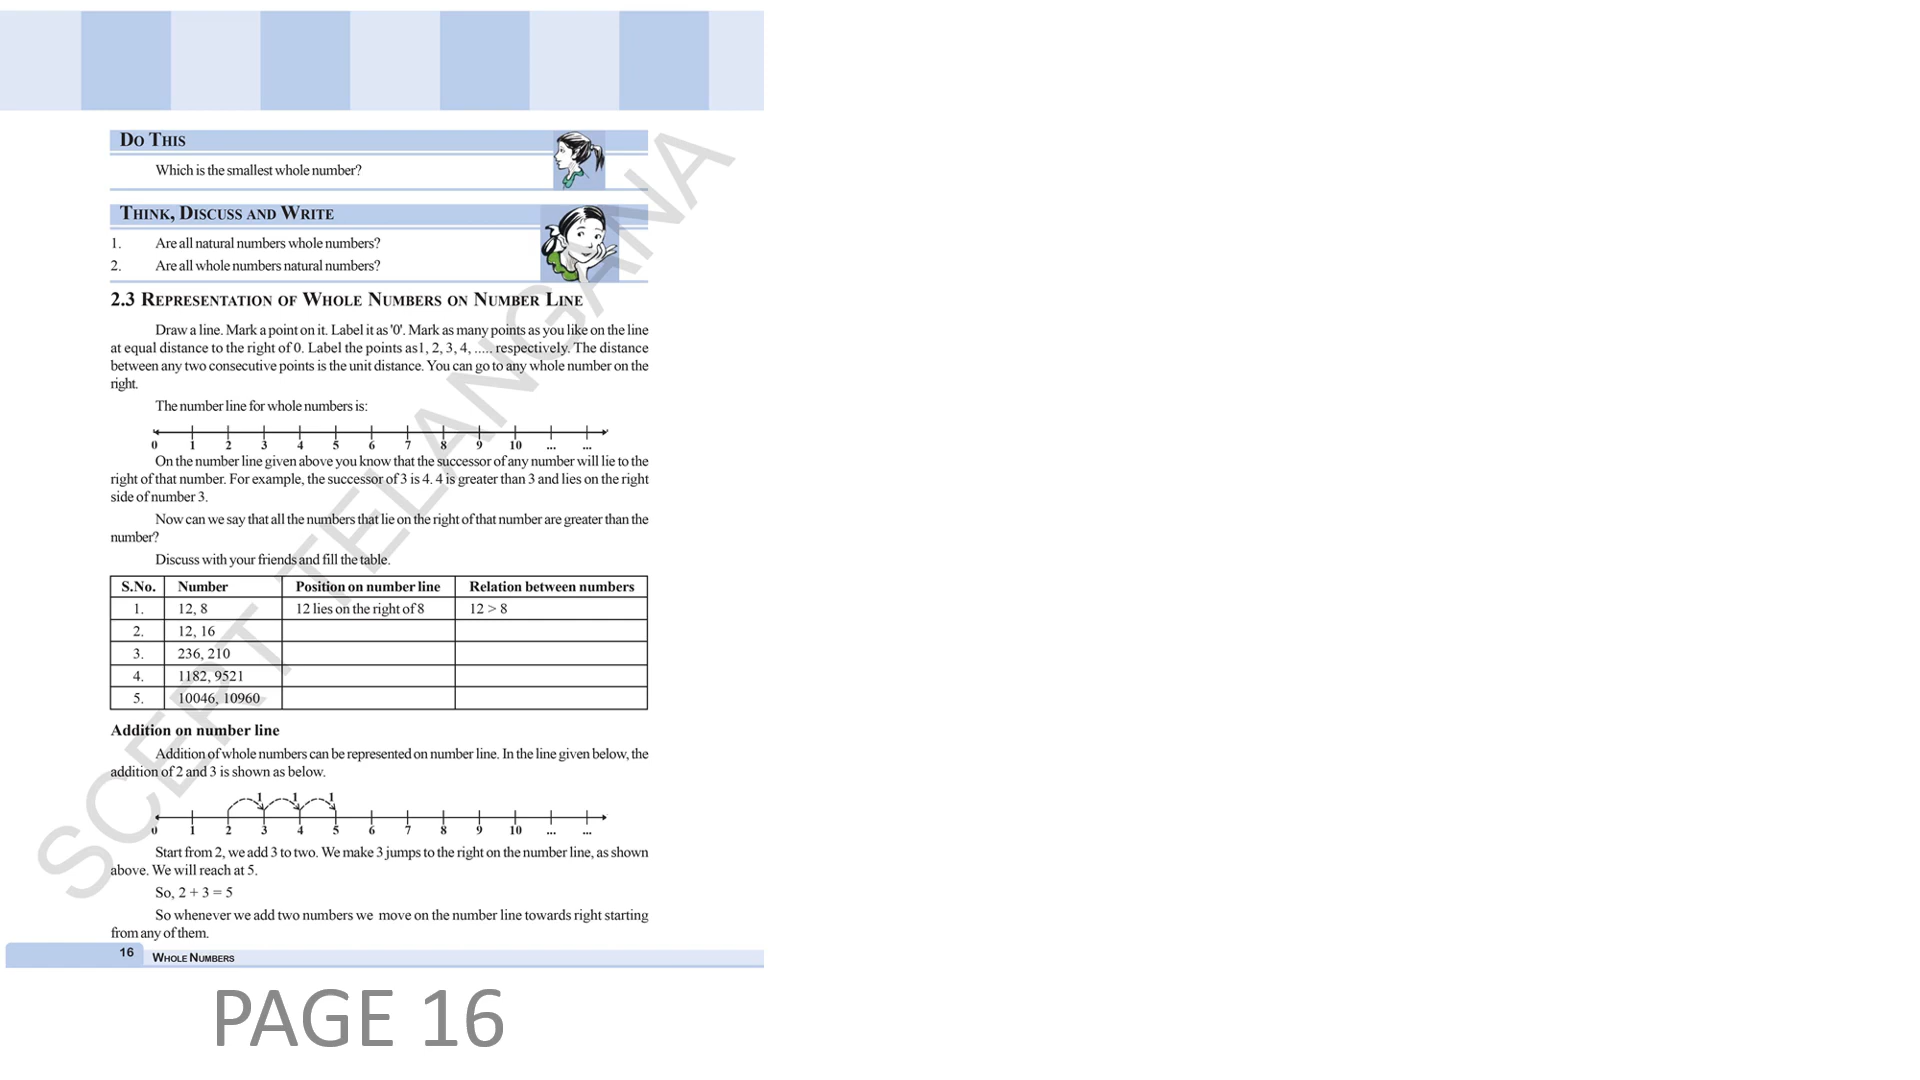 DO THIS
Which is the smallest whole number?
THINK, DISCUSS AND WRITE
1. Are all natural numbers whole numbers?
2. Are all whole numbers natural numbers?
2.3 REPRESENTATION OF WHOLE NUMBERS ON NUMBER LINE
Draw a line. Mark a point on it. Label it as '0'. Mark as many points as you like on the line
at equal distance to the right of 0. Label the points as1, 2, 3, 4, ..... respectively. The distance
between any two consecutive points is the unit distance. You can go to any whole number on the
right.
The number line for whole numbers is:
0 1 2 3 4 5 6 7 8 9 10 ... ...
On the number line given above you know that the successor of any number will lie to the
right of that number. For example, the successor of 3 is 4. 4 is greater than 3 and lies on the right
side of number 3.
Now can we say that all the numbers that lie on the right of that number are greater than the
number?
Discuss with your friends and fill the table.
S.No. Number Position on number line Relation between numbers
1. 12, 8 12 lies on the right of 8 12 > 8
2. 12, 16
3. 236, 210
4. 1182, 9521
5. 10046, 10960
Addition on number line
Addition of whole numbers can be represented on number line. In the line given below, the
addition of 2 and 3 is shown as below.
1 1 1
0 1 2 3 4 5 6 7 8 9 10 ... ...
Start from 2, we add 3 to two. We make 3 jumps to the right on the number line, as shown
above. We will reach at 5.
So, 2 + 3 = 5
So whenever we add two numbers we move on the number line towards right starting
from any of them.
16 WHOLE NUMBERS
SCERT TELANGANA
PAGE 16